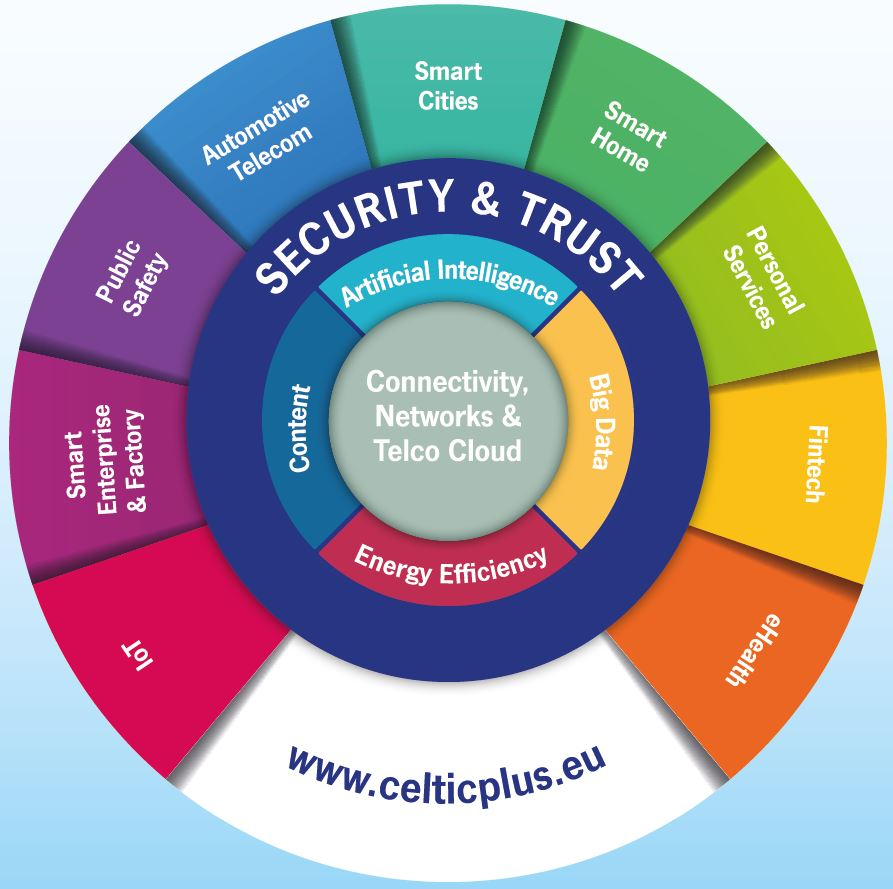 Smart
Cities
Smart
Home
Personal
Services
Fintech
eHealth
www.celticplus.eu
IoT
Smart
Enterprise
& Factory
Public
Safety
Automotive
Telecom
SECURITY & TRUST
Artificial Intelligence
Big Data
Energy Efficiency
Content
Connectivity,
Networks &
Telco Cloud